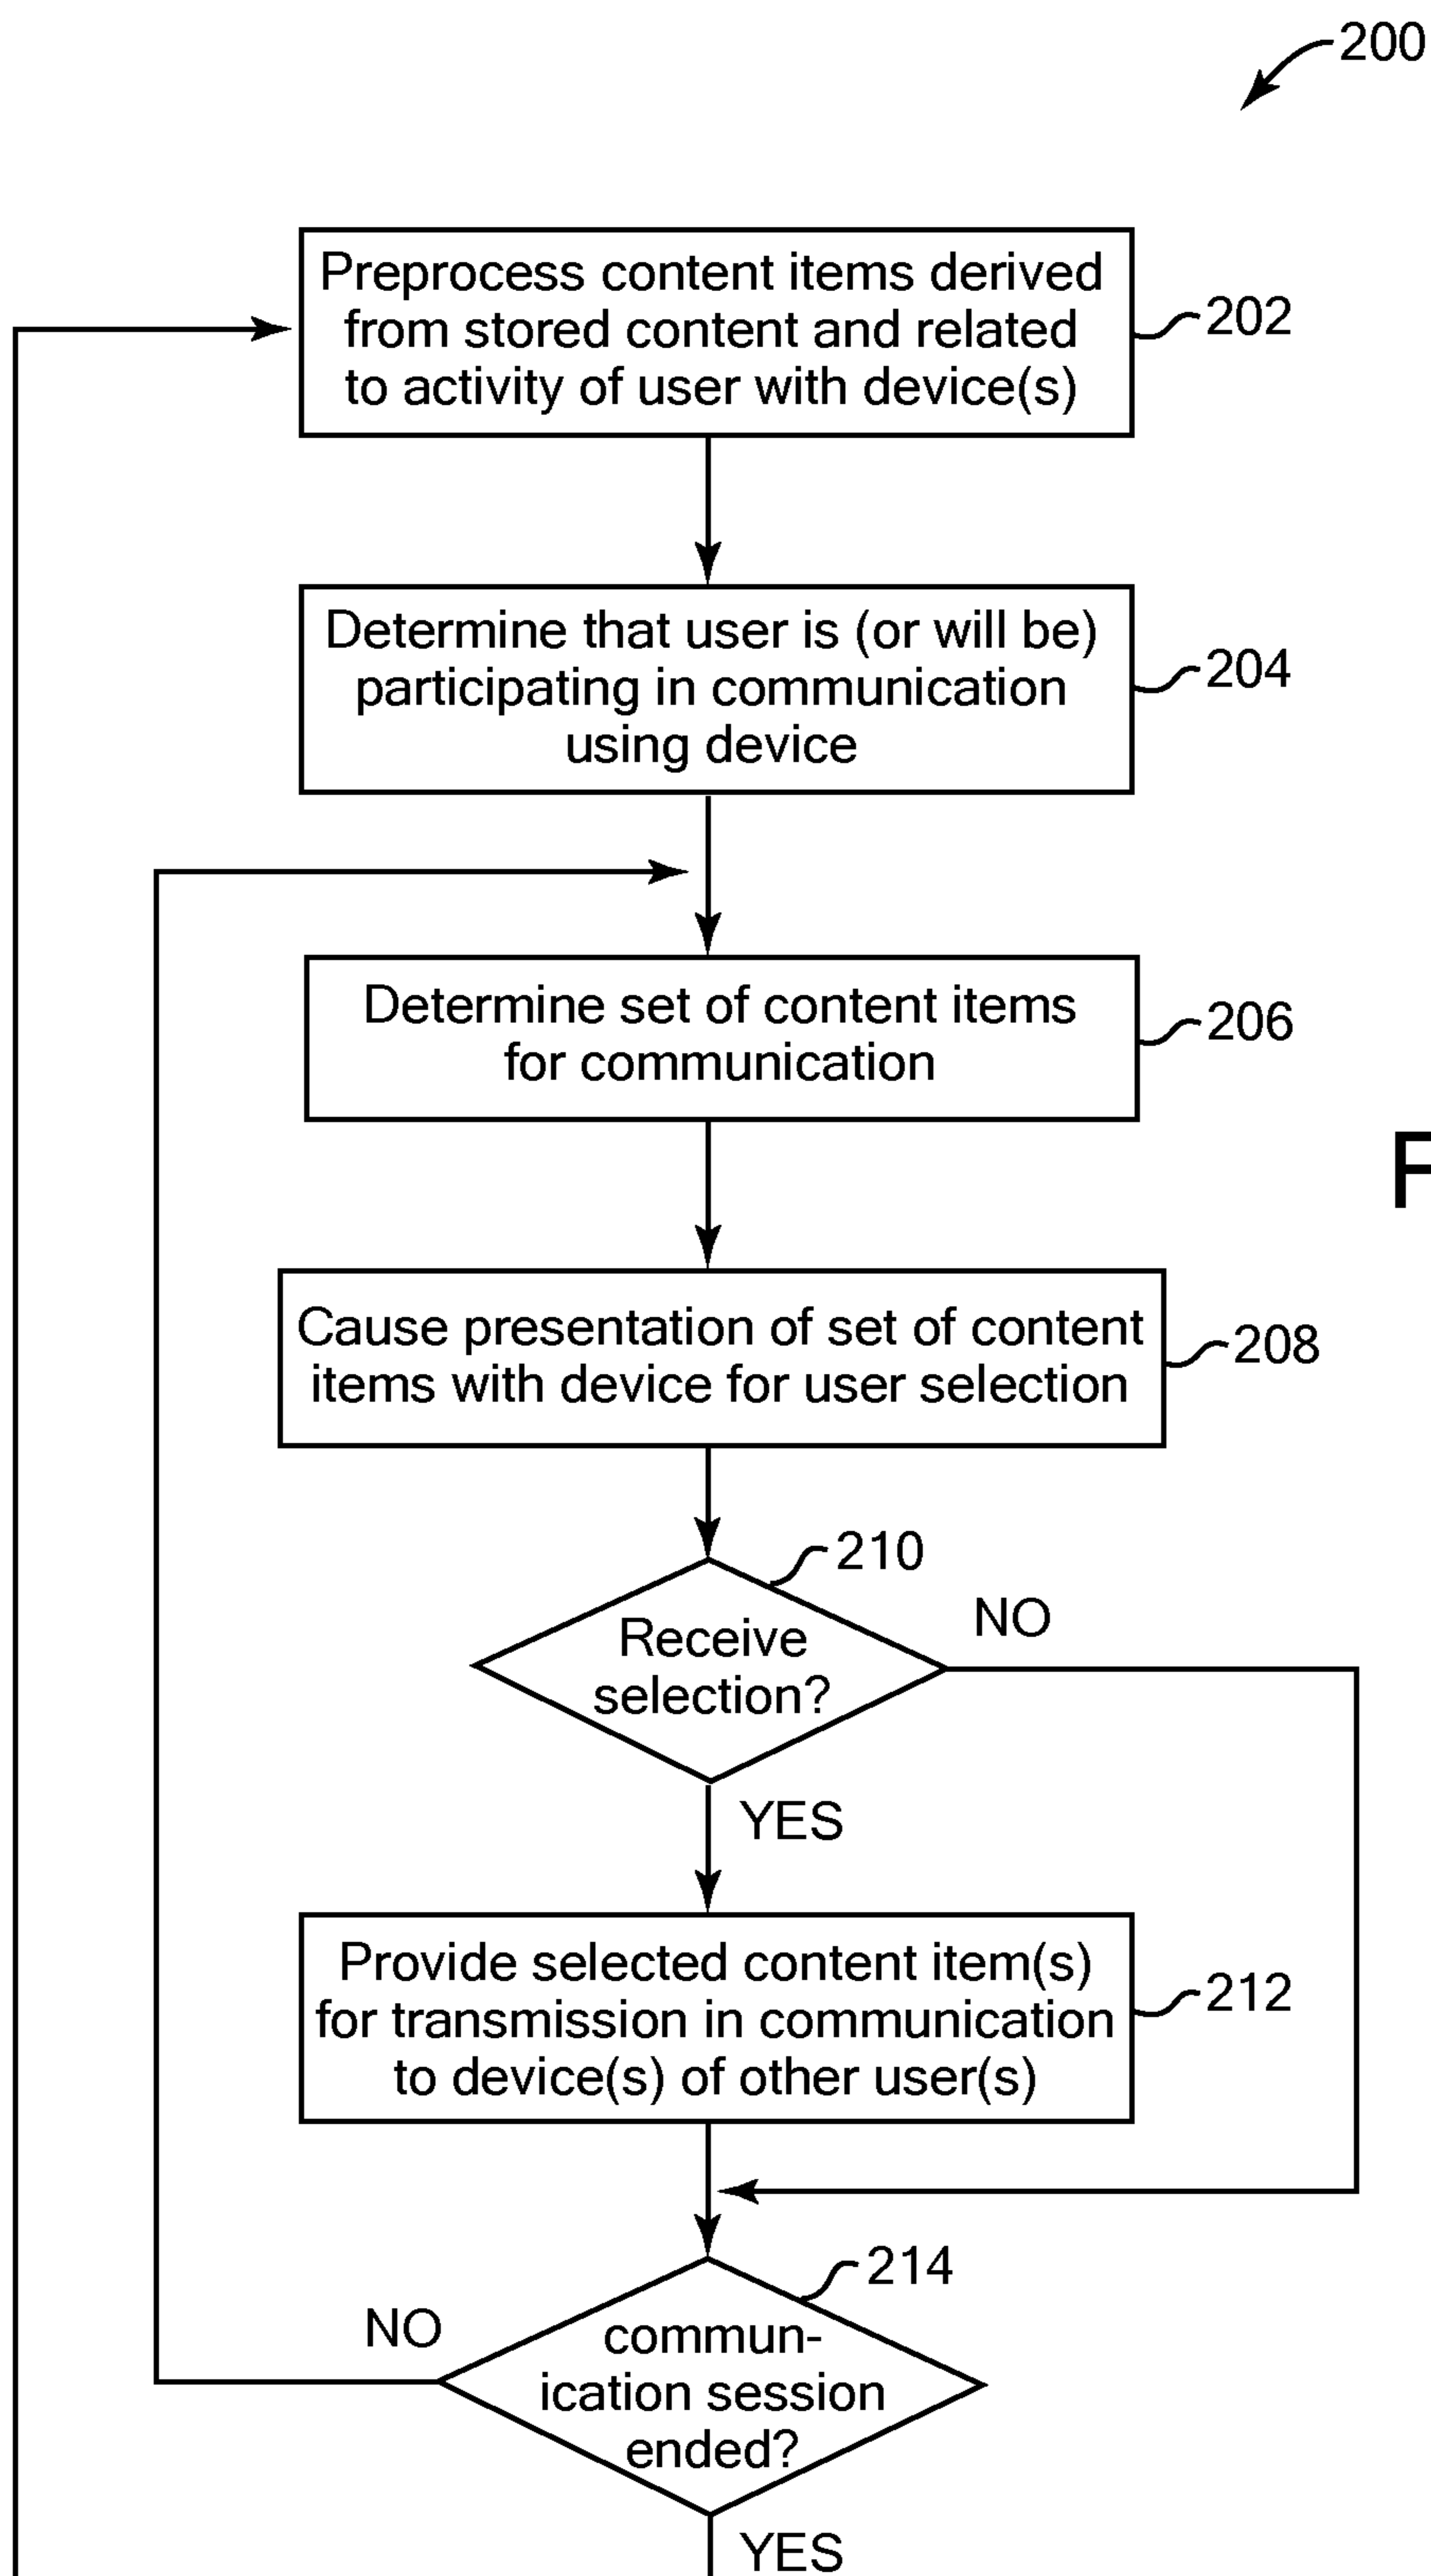 200
Preprocess content items derived
from stored content and related
to activity of user with device(s)
202
Determine that user is (or will be)
participating in communication
using device
204
Determine set of content items
for communication
206
F
Cause presentation of set of content
items with device for user selection
208
210
Receive
selection?
NO
YES
Provide selected content item(s)
for transmission in communication
to device(s) of other user(s)
212
214
NO
commun-
ication session
ended?
YES